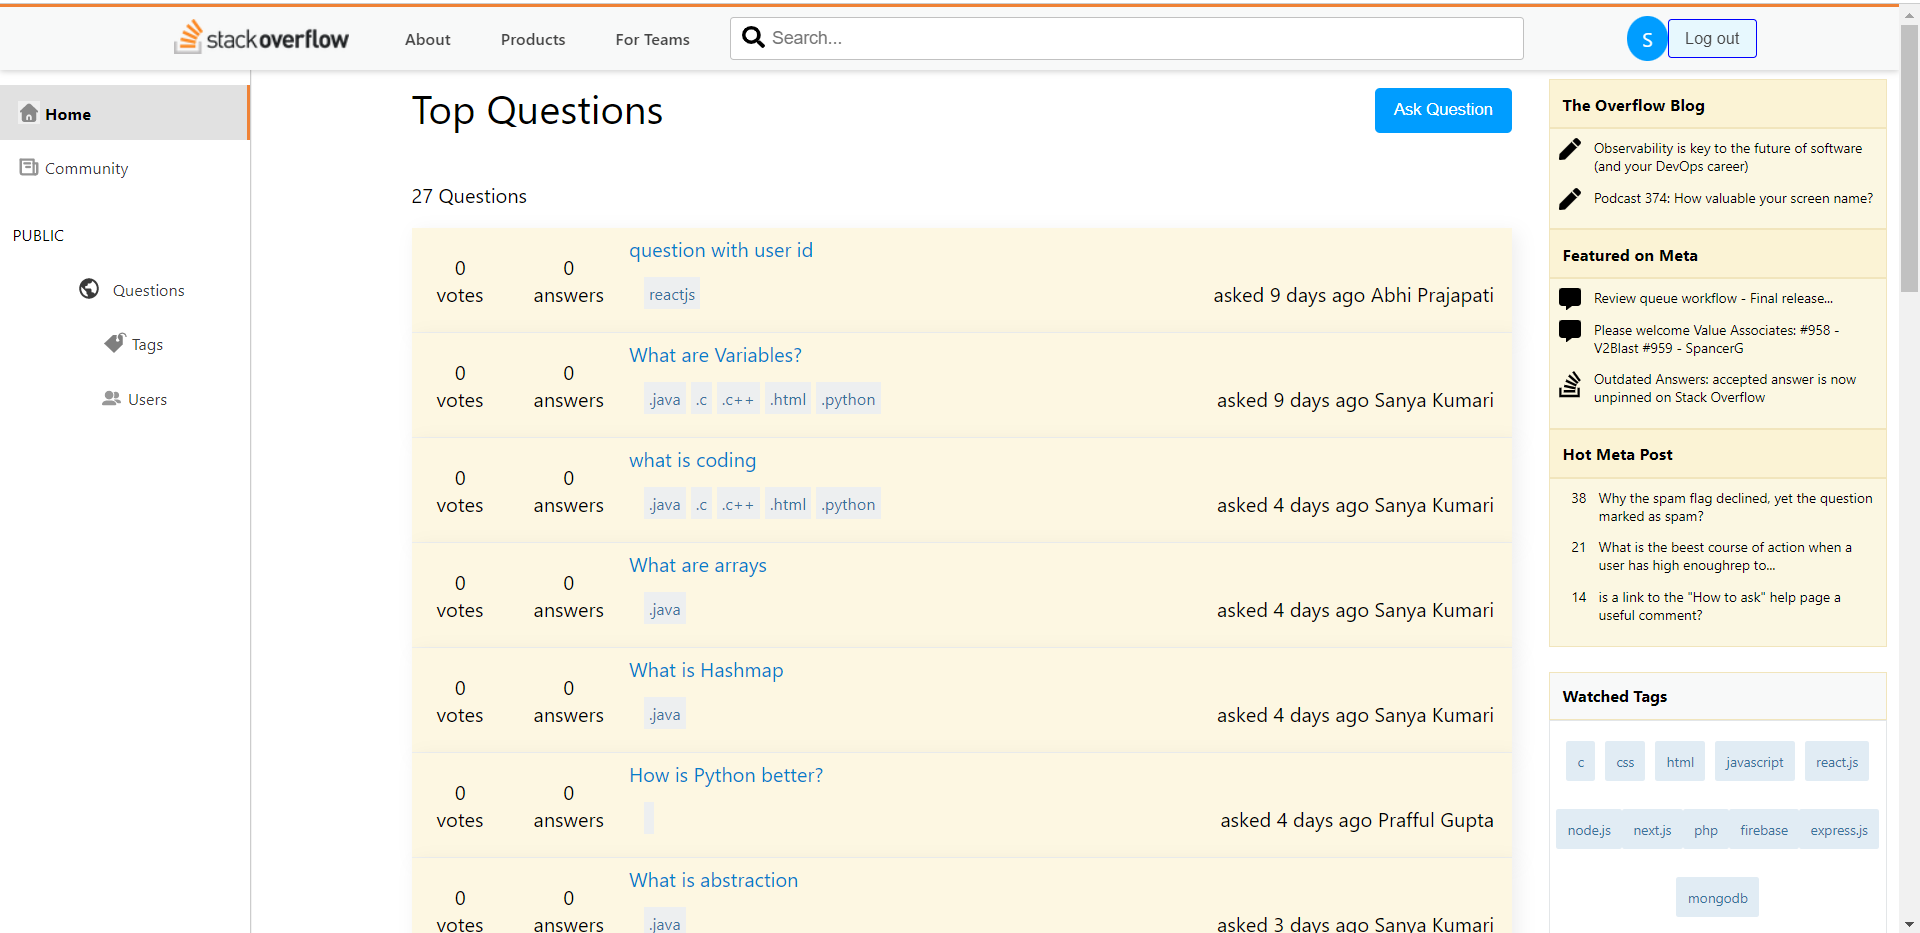 stackoverflow
About
Products
For Teams
Search...
S
Log out
Home
Community
PUBLIC
Questions
Tags
Users
Top Questions
Ask Question
27 Questions
0
votes
0
answers
question with user id
reactjs
asked 9 days ago Abhi Prajapati
0
votes
0
answers
What are Variables?
.java .c .c++ .html .python
asked 9 days ago Sanya Kumari
0
votes
0
answers
what is coding
.java .c .c++ .html .python
asked 4 days ago Sanya Kumari
0
votes
0
answers
What are arrays
.java
asked 4 days ago Sanya Kumari
0
votes
0
answers
What is Hashmap
.java
asked 4 days ago Sanya Kumari
0
votes
0
answers
How is Python better?
asked 4 days ago Prafful Gupta
0
votes
0
answers
What is abstraction
.java
asked 3 days ago Sanya Kumari
The Overflow Blog
Observability is key to the future of software
(and your DevOps career)
Podcast 374: How valuable your screen name?
Featured on Meta
Review queue workflow - Final release...
Please welcome Value Associates: #958 -
V2Blast #959 - SpancerG
Outdated Answers: accepted answer is now
unpinned on Stack Overflow
Hot Meta Post
38 Why the spam flag declined, yet the question
marked as spam?
21 What is the beest course of action when a
user has high enoughrep to...
14 is a link to the "How to ask" help page a
useful comment?
Watched Tags
c css html javascript react.js
node.js next.js php firebase express.js
mongodb